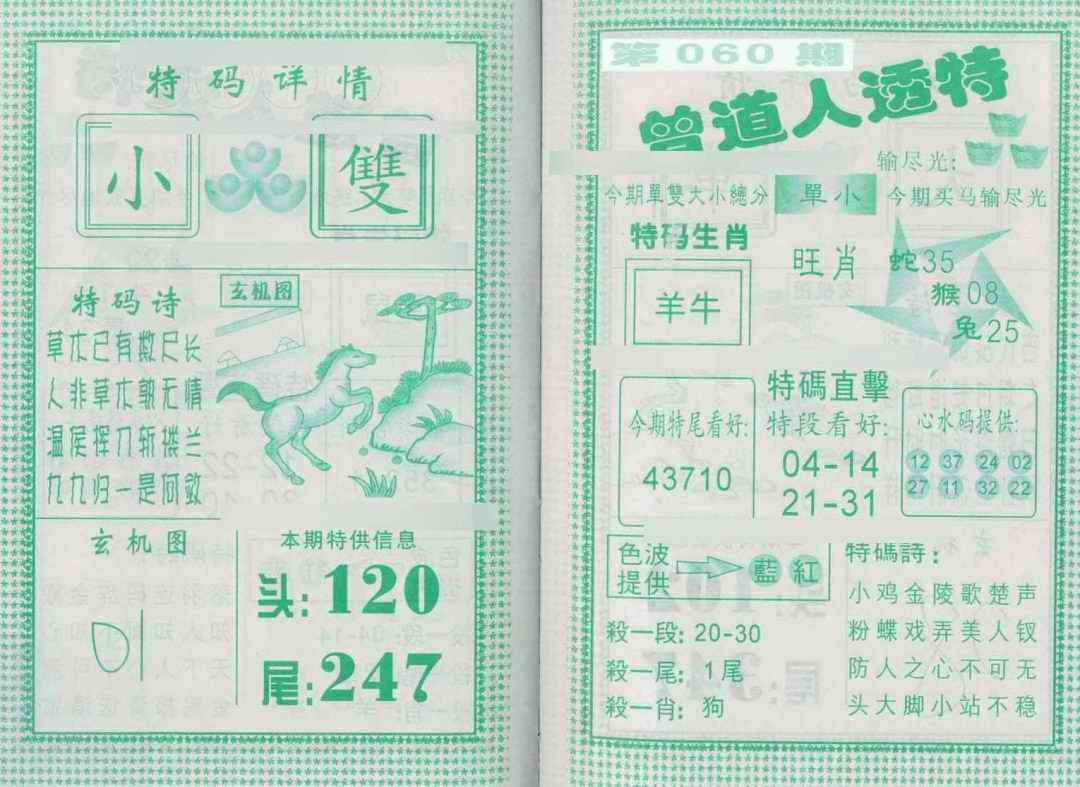 特码详情
小
雙
特码诗
草木已有数尺长
人非草木孰无情
温侯挥刀斩楼兰
九九归一是何数
玄机图
玄机图
本期特供信息
头:120
尾:247
第060期
曾道人透特
输尽光:
今期單雙大小總分
單小
今期买马输尽光
特码生肖
羊牛
旺肖
蛇35
猴08
兔25
今期特尾看好:
43710
特碼直擊
特段看好:
04-14
21-31
心水码提供:
12 37 24 02
27 11 32 22
色波
提供
藍 紅
殺一段: 20-30
殺一尾: 1尾
殺一肖: 狗
特碼詩:
小鸡金陵歌楚声
粉蝶戏弄美人钗
防人之心不可无
头大脚小站不稳